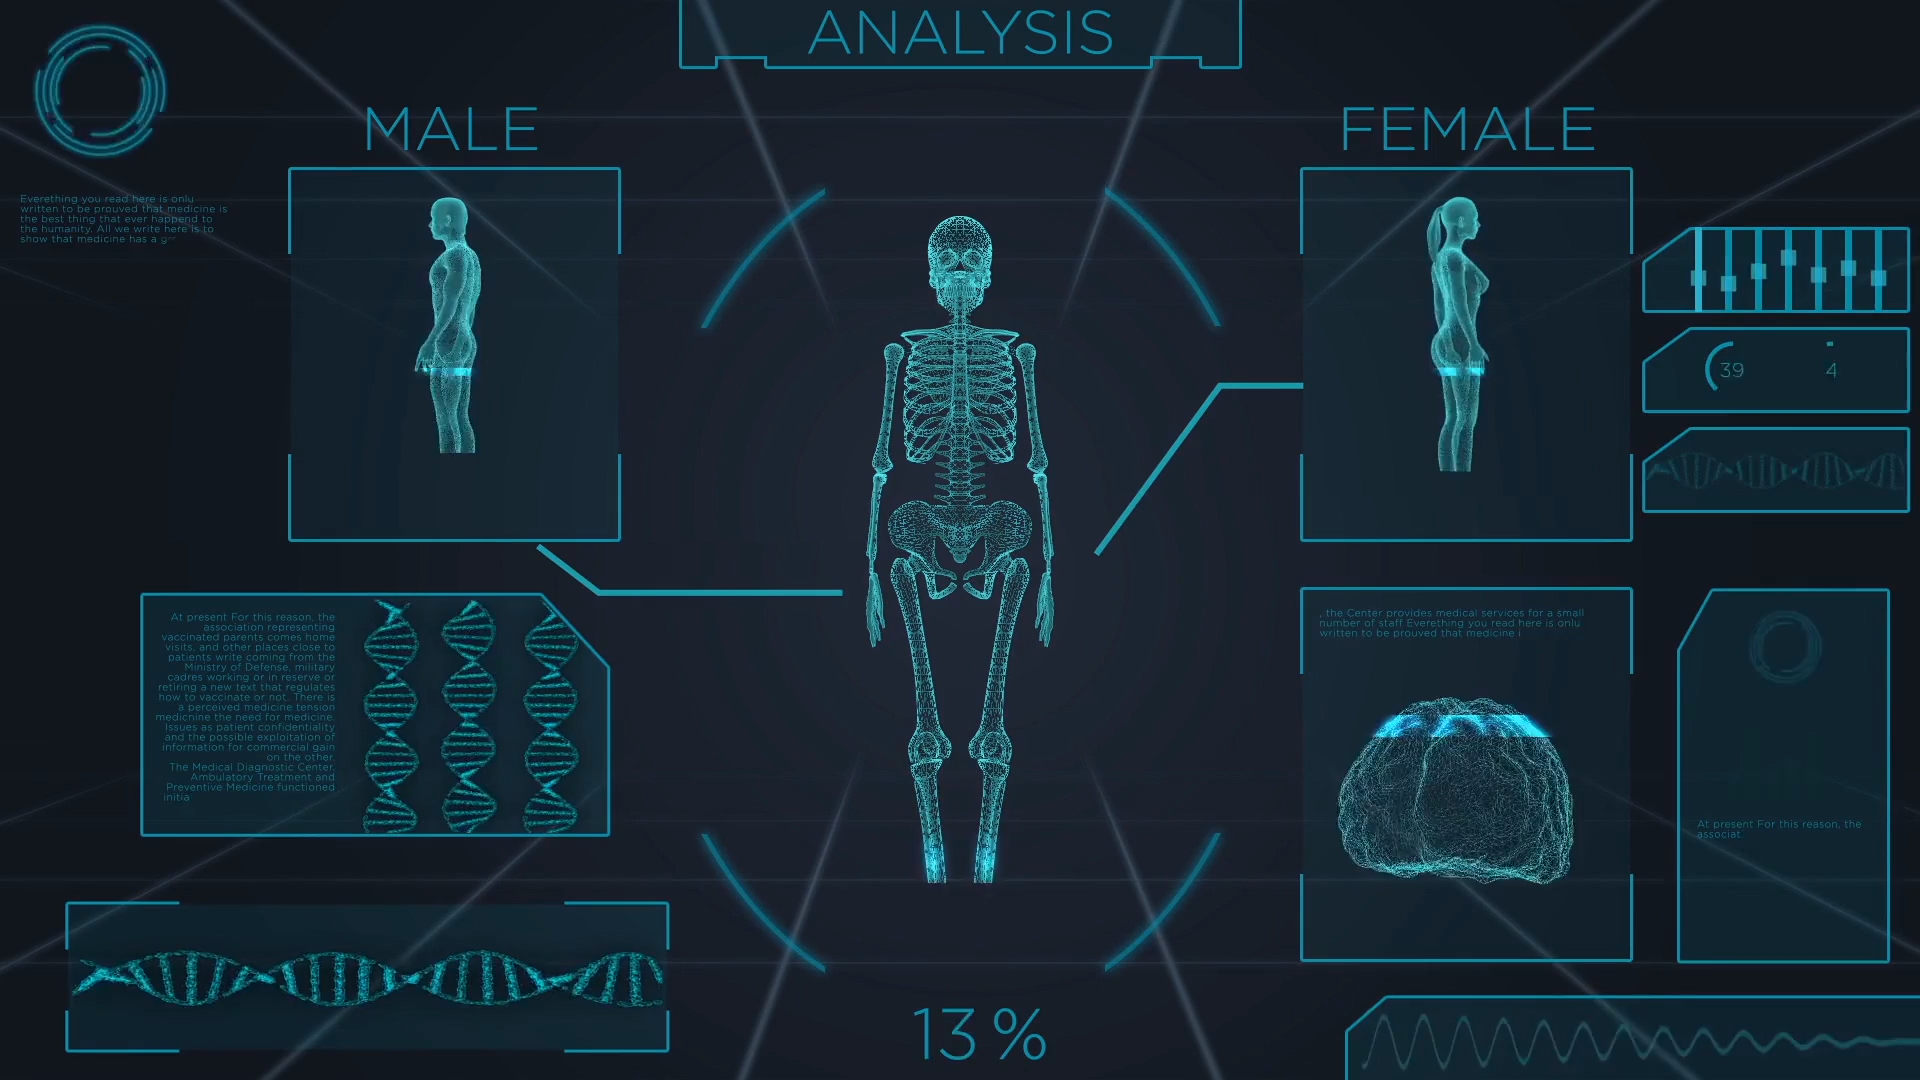 ANALYSIS
MALE
FEMALE
Everething you read here is onlu
written to be prouved that medicine is
the best thing that ever happend to
the humanity. All we write here is to
show that medicine has a
39
4
At present For this reason, the
association representing
vaccinated parents comes home
visits, and other places close to
patients write coming from the
Ministry of Defense, military
cadres working or in reserve or
retiring a new text that regulates
how to vaccinate or not. There is
a perceived medicine tension
medicnine the need for medicine.
Issues as patient confidentiality
and the possible exploitation of
information for commercial gain
on the other.
The Medical Diagnostic Center,
Ambulatory Treatment and
Preventive Medicine functioned
initia
, the Center provides medical services for a small
number of staff Everething you read here is onlu
written to be prouved that medicine i
At present For this reason, the
associat
13 %